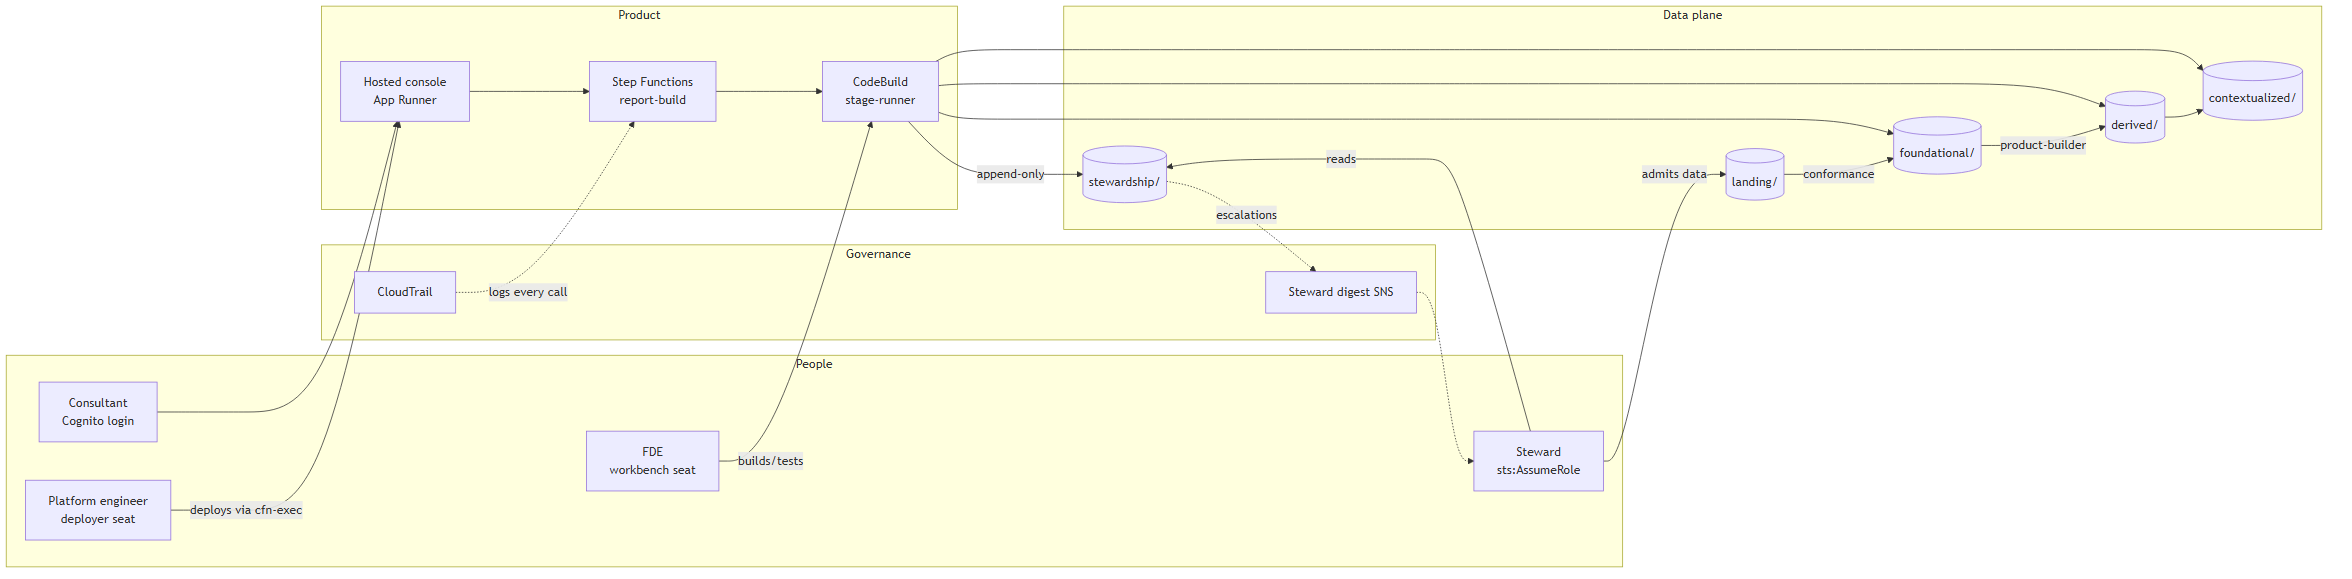 Product
Data plane
Hosted console
App Runner
Step Functions
report-build
CodeBuild
stage-runner
contextualized/
derived/
foundational/
product-builder
reads
append-only
stewardship/
admits data
landing/
conformance
escalations
Governance
CloudTrail
logs every call
Steward digest SNS
People
Consultant
Cognito login
FDE
workbench seat
builds/tests
Steward
sts:AssumeRole
Platform engineer
deployer seat
deploys via cfn-exec